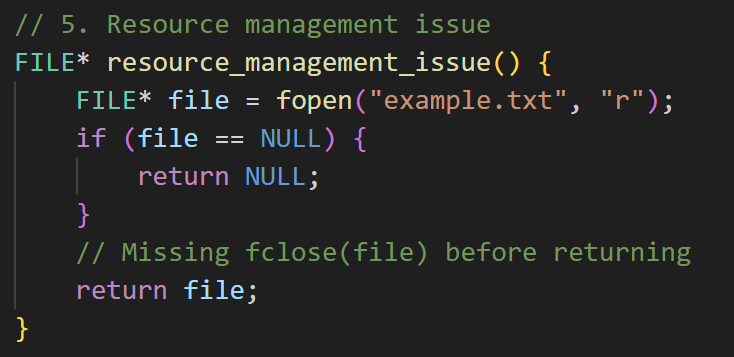 // 5. Resource management issue
FILE* resource_management_issue() {
    FILE* file = fopen("example.txt", "r");
    if (file == NULL) {
        return NULL;
    }
    // Missing fclose(file) before returning
    return file;
}